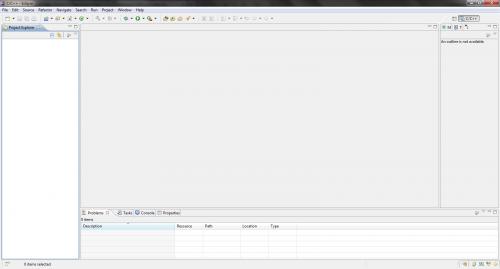 C/C++ - Eclipse
File Edit Source Refactor Navigate Search Run Project Window Help
C/C++
Project Explorer
An outline is not available.
Problems Tasks Console Properties
0 items
Description Resource Path Location Type
0 items selected